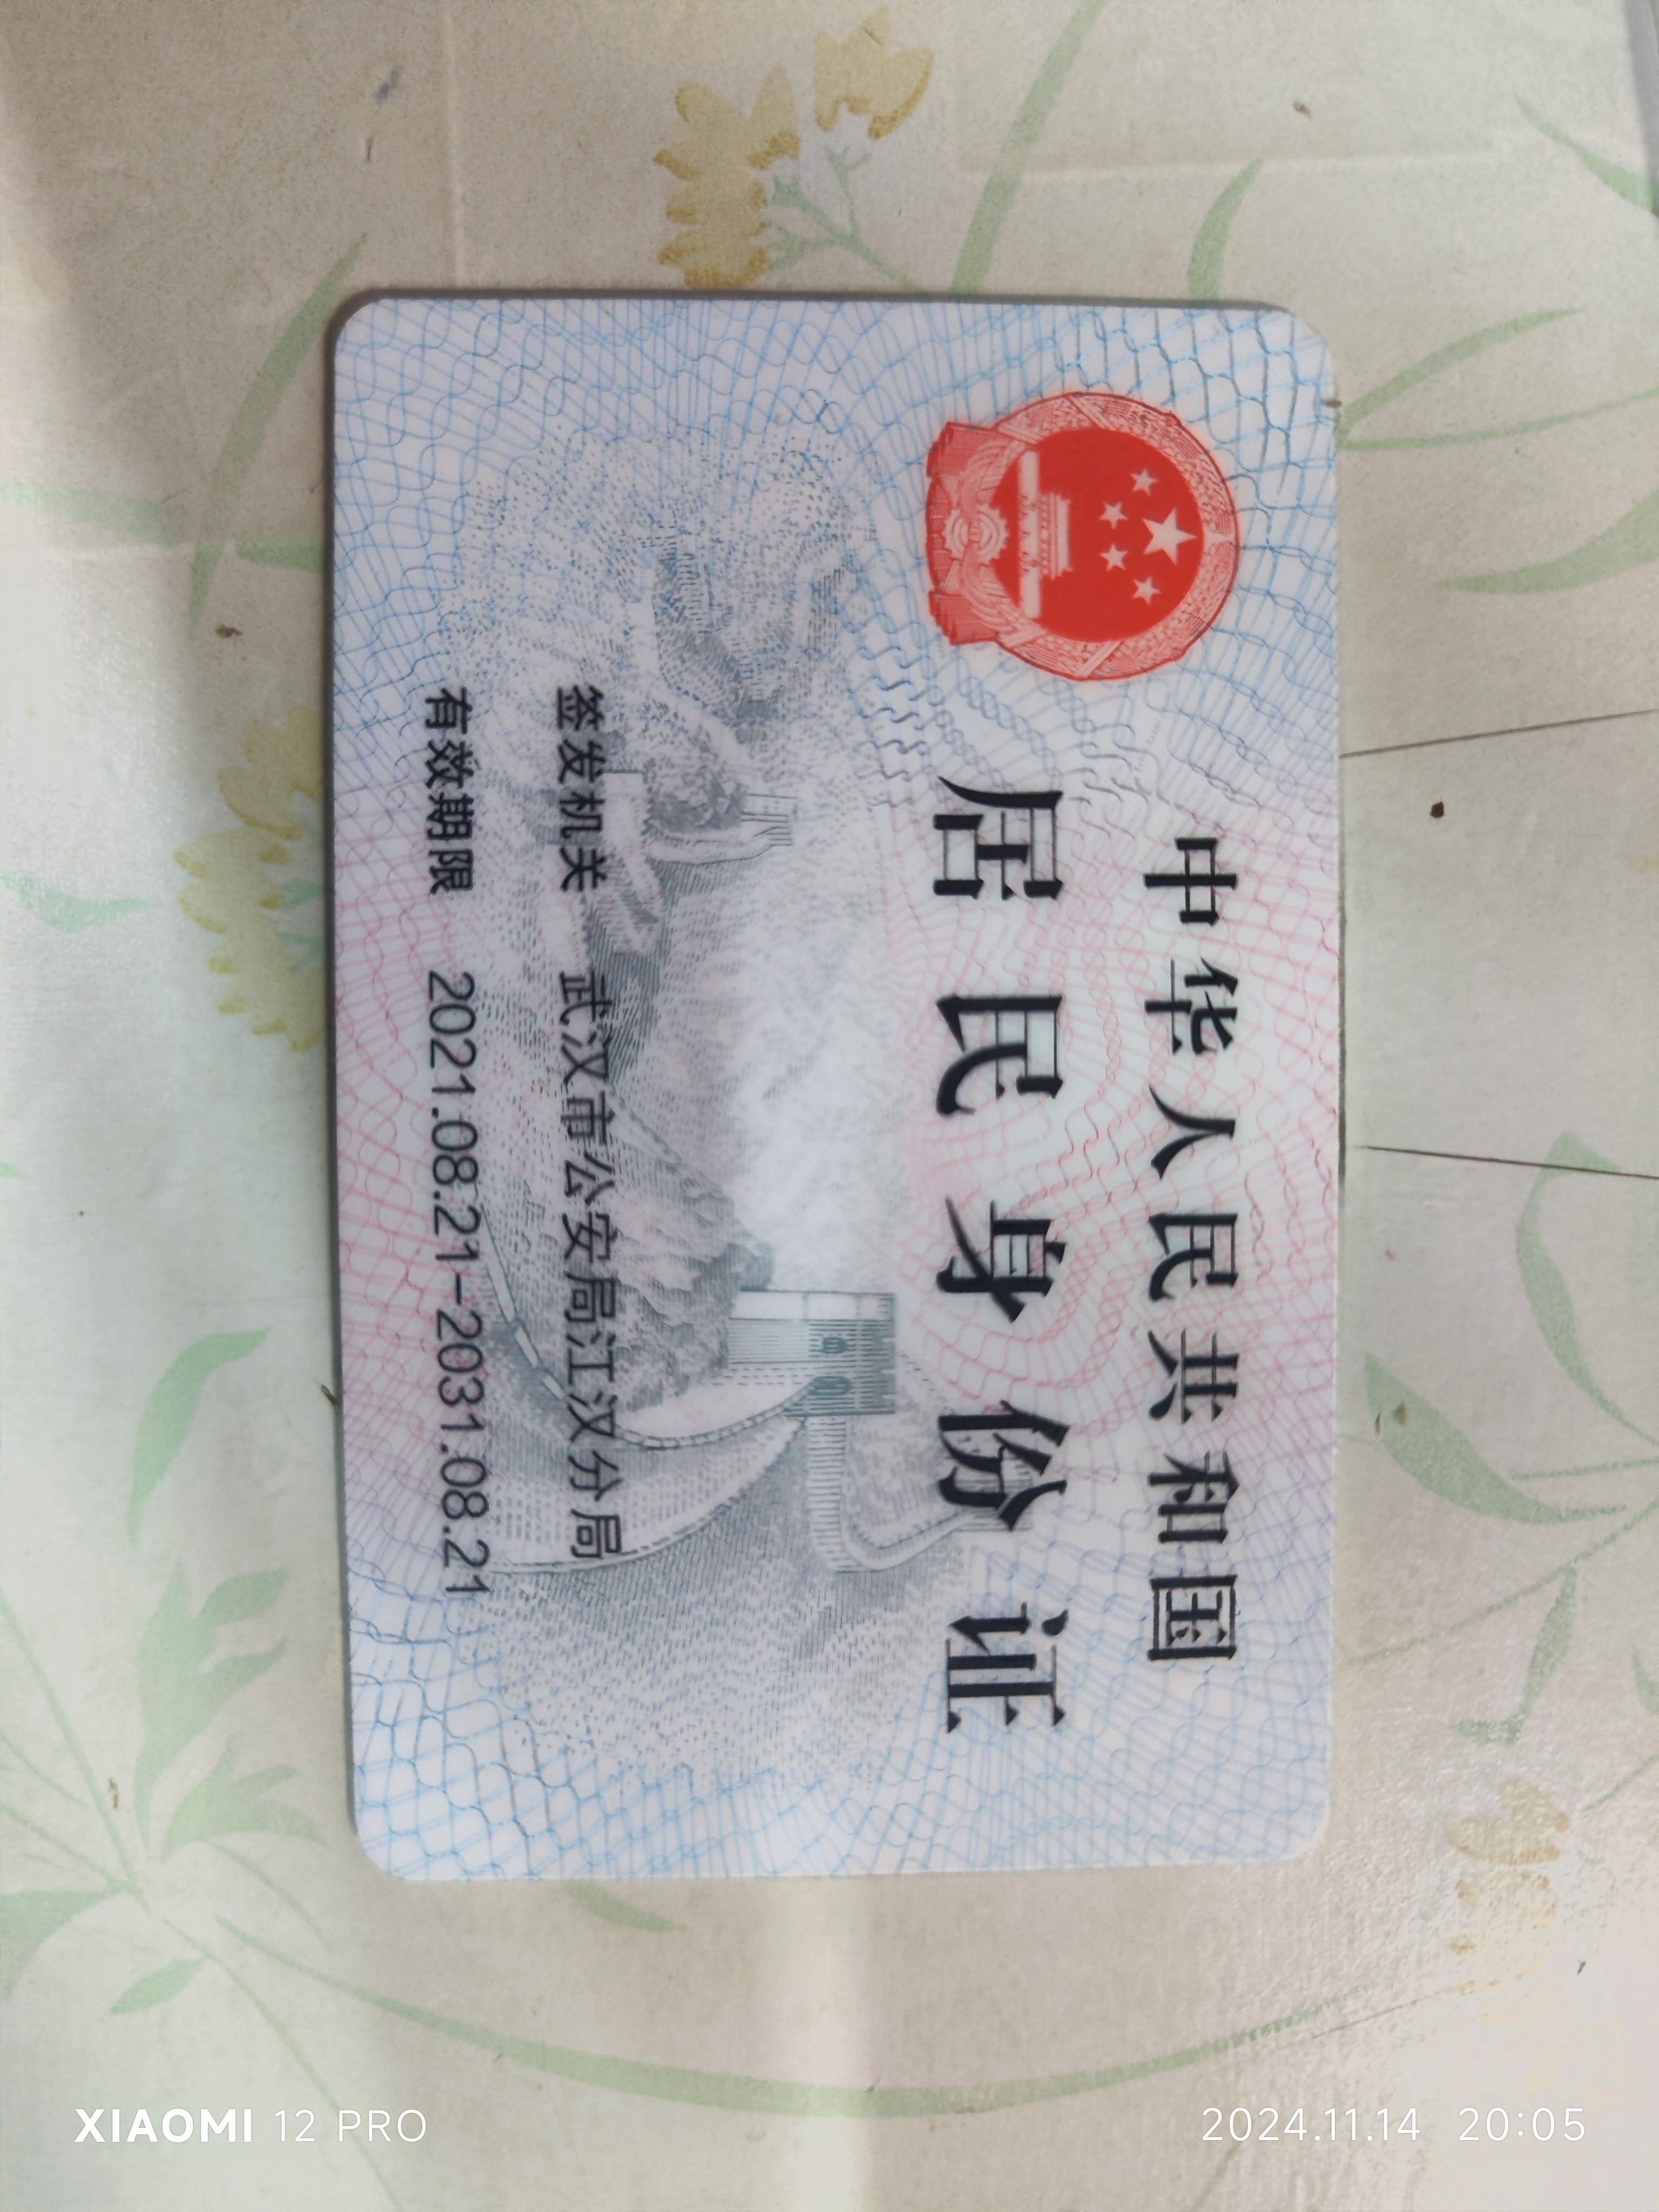 中华人民共和国
居民身份证
签发机关 武汉市公安局江汉分局
有效期限 2021.08.21-2031.08.21
XIAOMI 12 PRO
2024.11.14 20:05